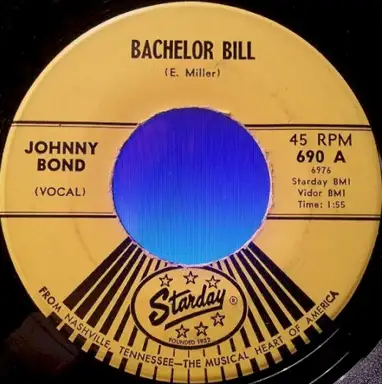 BACHELOR BILL
(E. Miller)
JOHNNY
BOND
(VOCAL)
45 RPM
690 A
6976
Starday BMI
Vidor BMI
Time: 1:55
Starday ®
FOUNDED 1952
FROM NASHVILLE, TENNESSEE—THE MUSICAL HEART OF AMERICA